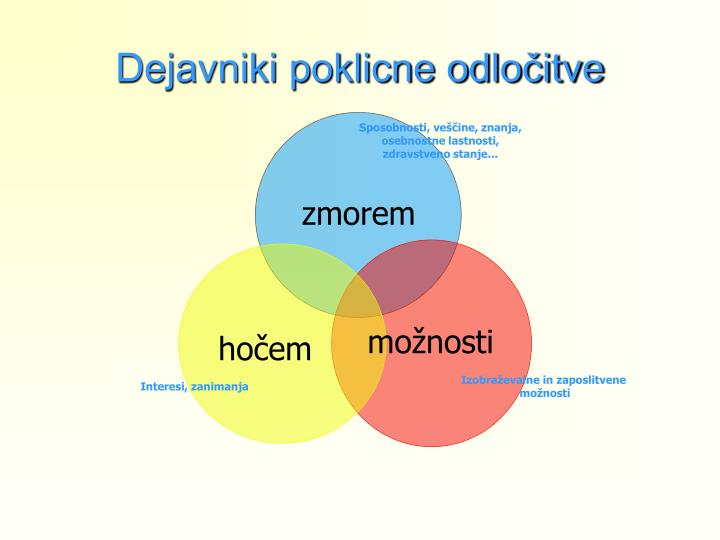 Dejavniki poklicne odločitve
Sposobnosti, veščine, znanja,
osebnostne lastnosti,
zdravstveno stanje...
zmorem
hočem
možnosti
Interesi, zanimanja
Izobraževalne in zaposlitvene
možnosti